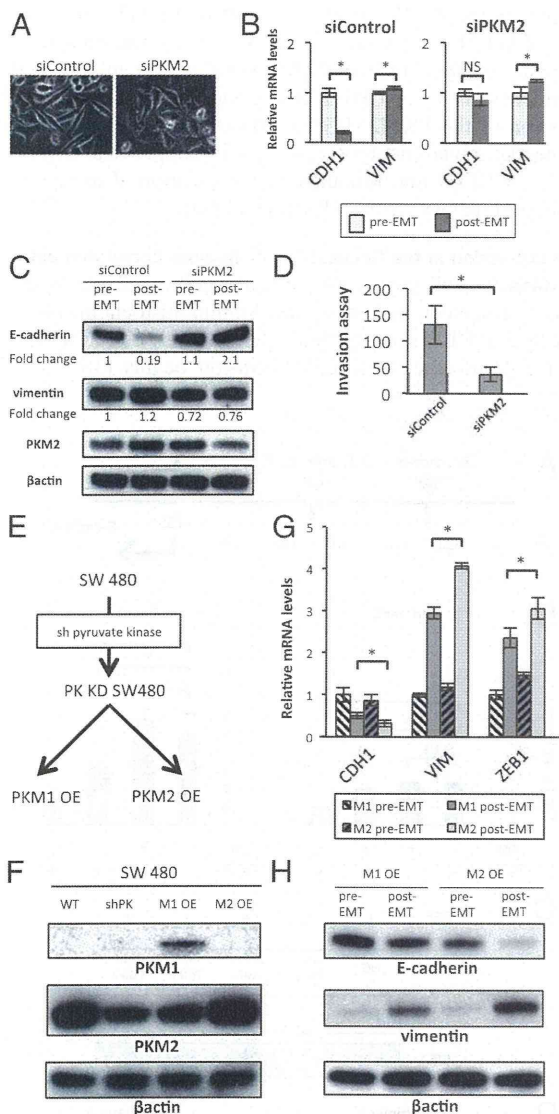 A
siControl
siPKM2
B
siControl
siPKM2
Relative mRNA levels
2
1
0
*
*
CDH1
VIM
2
1
0
NS
*
CDH1
VIM
pre-EMT
post-EMT
C
siControl
siPKM2
pre-EMT
post-EMT
pre-EMT
post-EMT
E-cadherin
Fold change 1 0.19 1.1 2.1
vimentin
Fold change 1 1.2 0.72 0.76
PKM2
βactin
D
Invasion assay
200
150
100
50
0
*
siControl
siPKM2
E
SW 480
sh pyruvate kinase
PK KD SW480
PKM1 OE
PKM2 OE
G
Relative mRNA levels
5
4
3
2
1
0
*
*
*
CDH1
VIM
ZEB1
M1 pre-EMT
M1 post-EMT
M2 pre-EMT
M2 post-EMT
F
SW 480
WT shPK M1 OE M2 OE
PKM1
PKM2
βactin
H
M1 OE
M2 OE
pre-EMT
post-EMT
pre-EMT
post-EMT
E-cadherin
vimentin
βactin